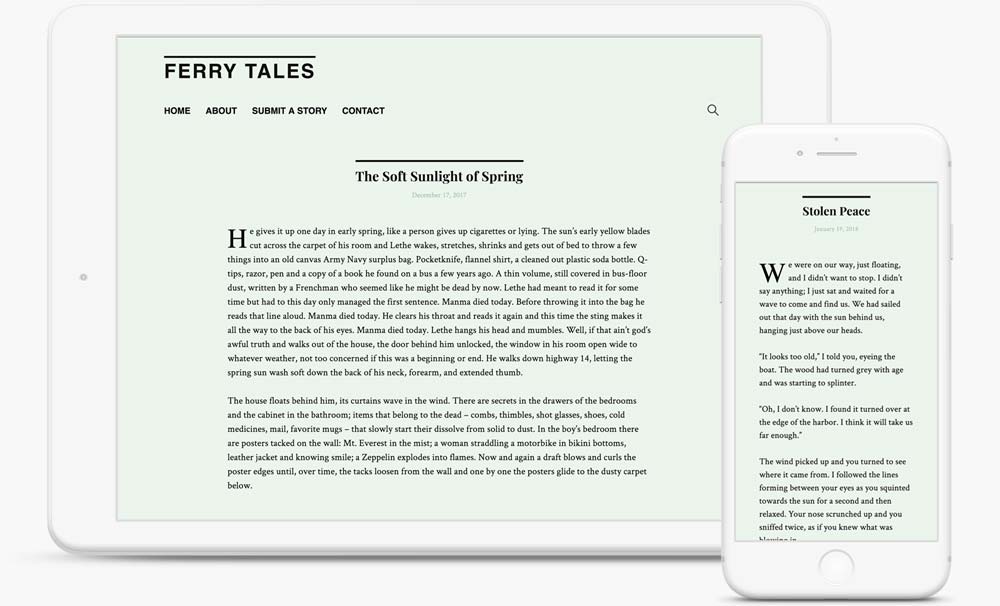 FERRY TALES
HOME ABOUT SUBMIT A STORY CONTACT
The Soft Sunlight of Spring
December 17, 2017
He gives it up one day in early spring, like a person gives up cigarettes or lying. The sun's early yellow blades
cut across the carpet of his room and Lethe wakes, stretches, shrinks and gets out of bed to throw a few
things into an old canvas Army Navy surplus bag. Pocketknife, flannel shirt, a cleaned out plastic soda bottle. Q-
tips, razor, pen and a copy of a book he found on a bus a few years ago. A thin volume, still covered in bus-floor
dust, written by a Frenchman who seemed like he might be dead by now. Lethe had meant to read it for some
time but had to this day only managed the first sentence. Manma died today. Before throwing it into the bag he
reads that line aloud. Manma died today. He clears his throat and reads it again and this time the sting makes it
all the way to the back of his eyes. Manma died today. Lethe hangs his head and mumbles. Well, if that ain't god's
awful truth and walks out of the house, the door behind him unlocked, the window in his room open wide to
whatever weather, not too concerned if this was a beginning or end. He walks down highway 14, letting the
spring sun wash soft down the back of his neck, forearm, and extended thumb.
The house floats behind him, its curtains wave in the wind. There are secrets in the drawers of the bedrooms
and the cabinet in the bathroom; items that belong to the dead – combs, thimbles, shot glasses, shoes, cold
medicines, mail, favorite mugs – that slowly start their dissolve from solid to dust. In the boy's bedroom there
are posters tacked on the wall: Mt. Everest in the mist; a woman straddling a motorbike in bikini bottoms,
leather jacket and knowing smile; a Zeppelin explodes into flames. Now and again a draft blows and curls the
poster edges until, over time, the tacks loosen from the wall and one by one the posters glide to the dusty carpet
below.
Stolen Peace
January 19, 2018
We were on our way, just floating,
and I didn't want to stop. I didn't
say anything; I just sat and waited for a
wave to come and find us. We had sailed
out that day with the sun behind us,
hanging just above our heads.
"It looks too old," I told you, eyeing the
boat. The wood had turned grey with age
and was starting to splinter.
"Oh, I don't know. I found it turned over at
the edge of the harbor. I think it will take us
far enough."
The wind picked up and you turned to see
where it came from. I followed the lines
forming between your eyes as you squinted
towards the sun for a second and then
relaxed. Your nose scrunched up and you
sniffed twice, as if you knew what was
blowing in